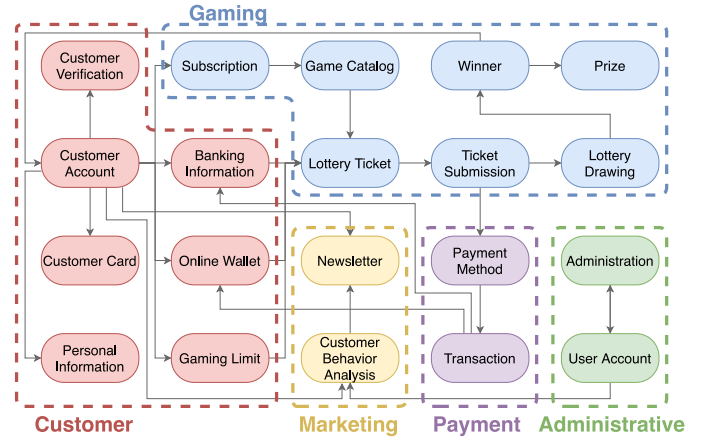 Gaming
Customer
Verification
Subscription
Game Catalog
Winner
Prize
Customer
Account
Banking
Information
Lottery Ticket
Ticket
Submission
Lottery
Drawing
Customer Card
Online Wallet
Newsletter
Payment
Method
Administration
Personal
Information
Gaming Limit
Customer
Behavior
Analysis
Transaction
User Account
Customer
Marketing
Payment
Administrative